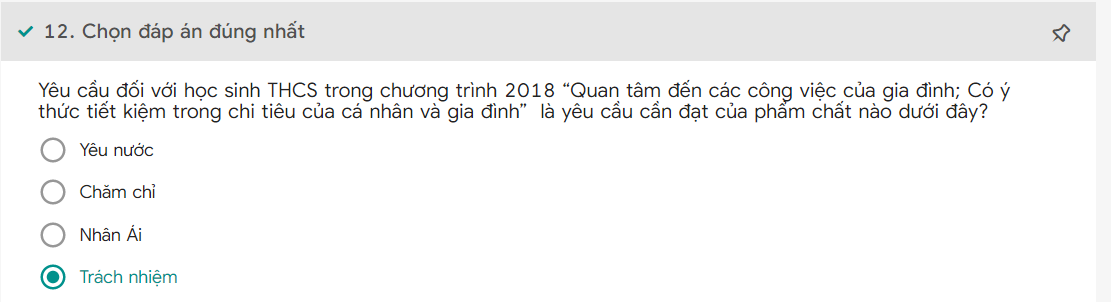 12. Chọn đáp án đúng nhất
Yêu cầu đối với học sinh THCS trong chương trình 2018 “Quan tâm đến các công việc của gia đình; Có ý
thức tiết kiệm trong chi tiêu của cá nhân và gia đình” là yêu cầu cần đạt của phẩm chất nào dưới đây?
Yêu nước
Chăm chỉ
Nhân Ái
Trách nhiệm